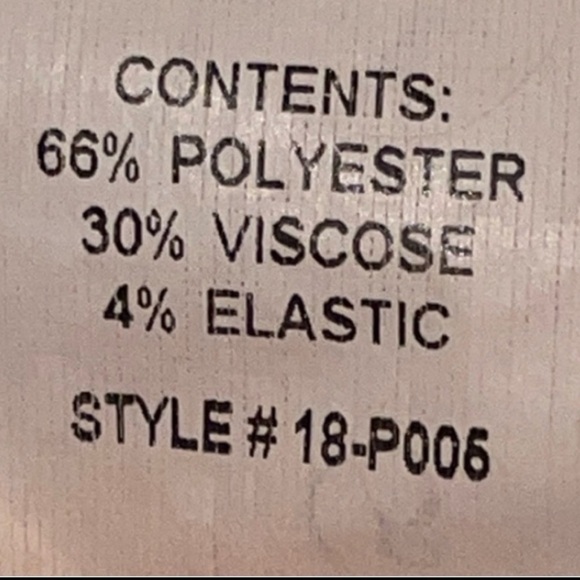 CONTENTS:
66% POLYESTER
30% VISCOSE
4% ELASTIC
STYLE # 18-P006